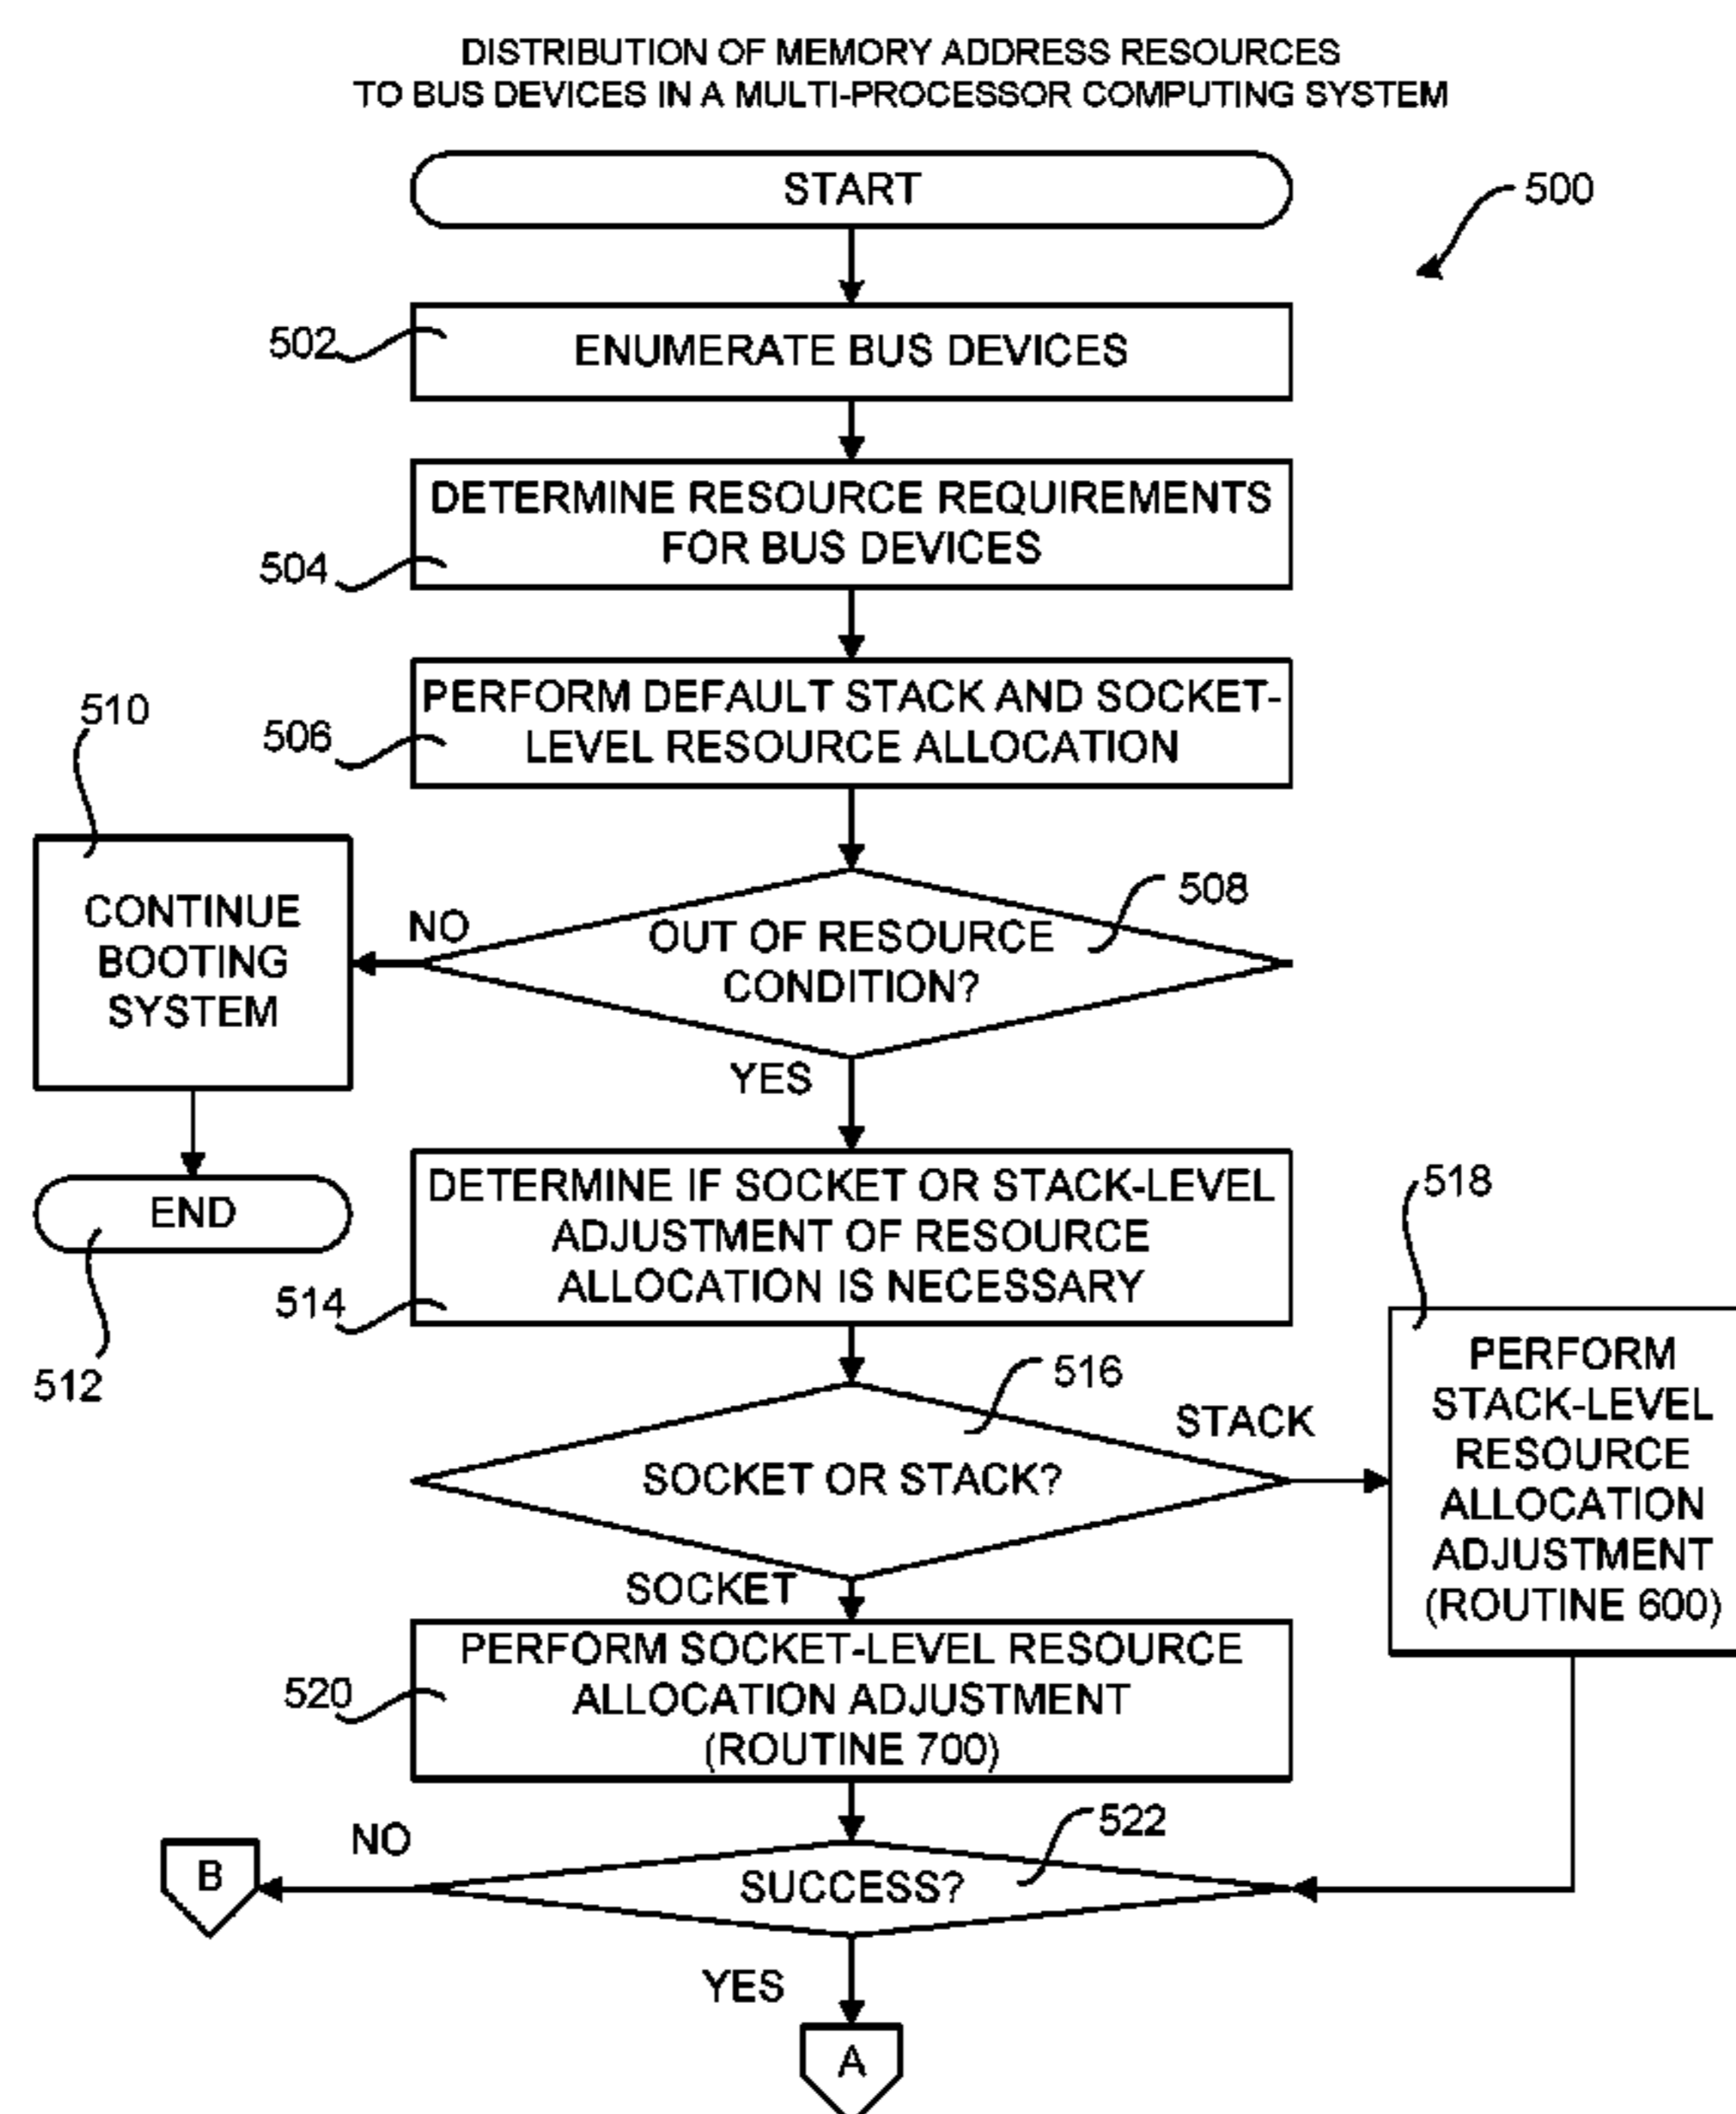 DISTRIBUTION OF MEMORY ADDRESS RESOURCES
TO BUS DEVICES IN A MULTI-PROCESSOR COMPUTING SYSTEM
START
500
502
ENUMERATE BUS DEVICES
DETERMINE RESOURCE REQUIREMENTS
FOR BUS DEVICES
504
PERFORM DEFAULT STACK AND SOCKET-
LEVEL RESOURCE ALLOCATION
506
510
CONTINUE
BOOTING
SYSTEM
NO
OUT OF RESOURCE
CONDITION?
508
YES
END
512
DETERMINE IF SOCKET OR STACK-LEVEL
ADJUSTMENT OF RESOURCE
ALLOCATION IS NECESSARY
514
518
516
STACK
SOCKET OR STACK?
PERFORM
STACK-LEVEL
RESOURCE
ALLOCATION
ADJUSTMENT
(ROUTINE 600)
SOCKET
PERFORM SOCKET-LEVEL RESOURCE
ALLOCATION ADJUSTMENT
(ROUTINE 700)
520
522
NO
B
SUCCESS?
YES
A